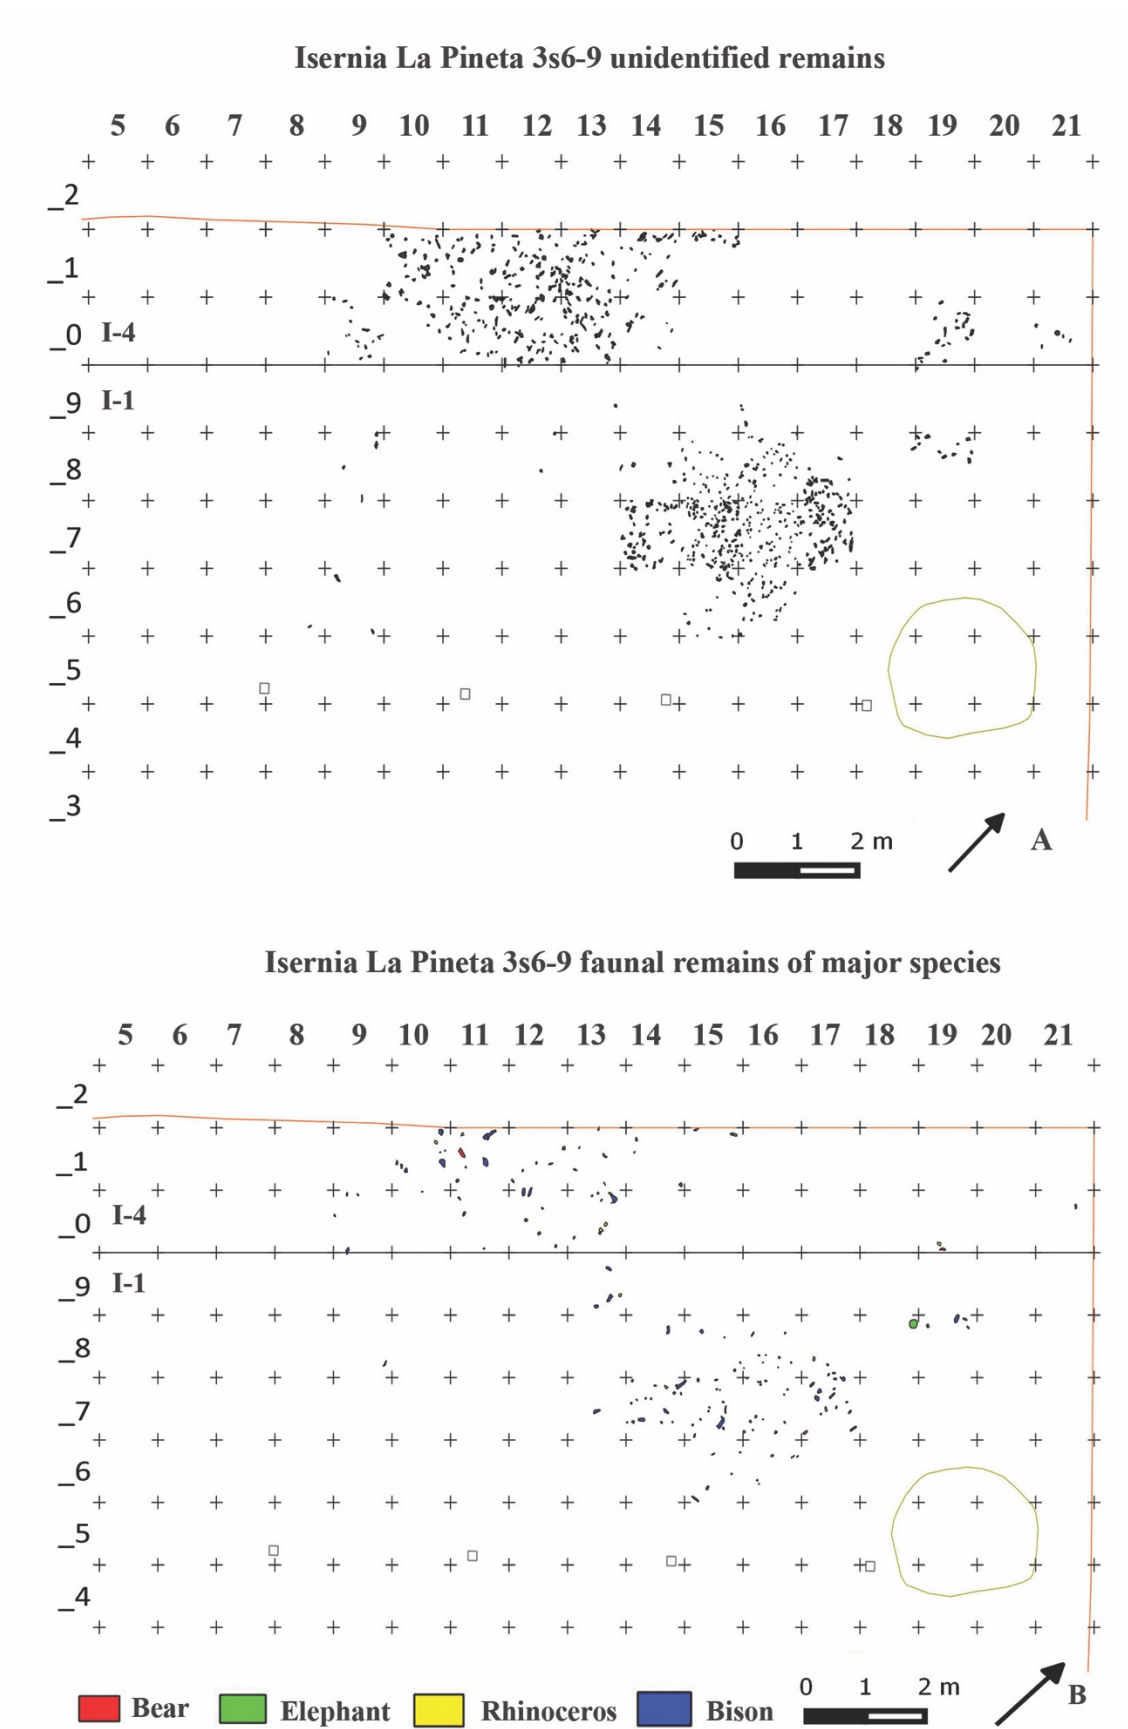 Isernia La Pineta 3s6-9 unidentified remains
5 6 7 8 9 10 11 12 13 14 15 16 17 18 19 20 21
_2
_1
_0 I-4
_9 I-1
_8
_7
_6
_5
_4
_3
0 1 2 m
A
Isernia La Pineta 3s6-9 faunal remains of major species
5 6 7 8 9 10 11 12 13 14 15 16 17 18 19 20 21
_2
_1
_0 I-4
_9 I-1
_8
_7
_6
_5
_4
0 1 2 m
B
Bear Elephant Rhinoceros Bison